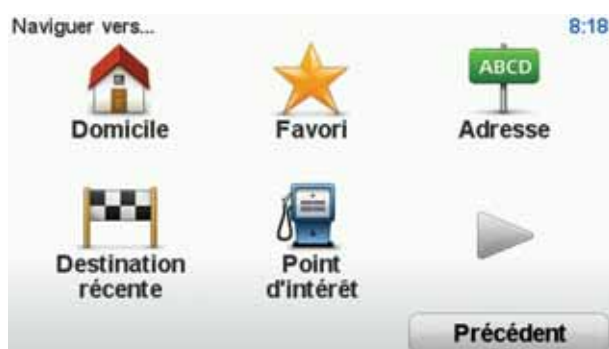 Naviguer vers...
8:18
ABCD
Domicile
Favori
Adresse
Destination
récente
Point
d'intérêt
Précédent